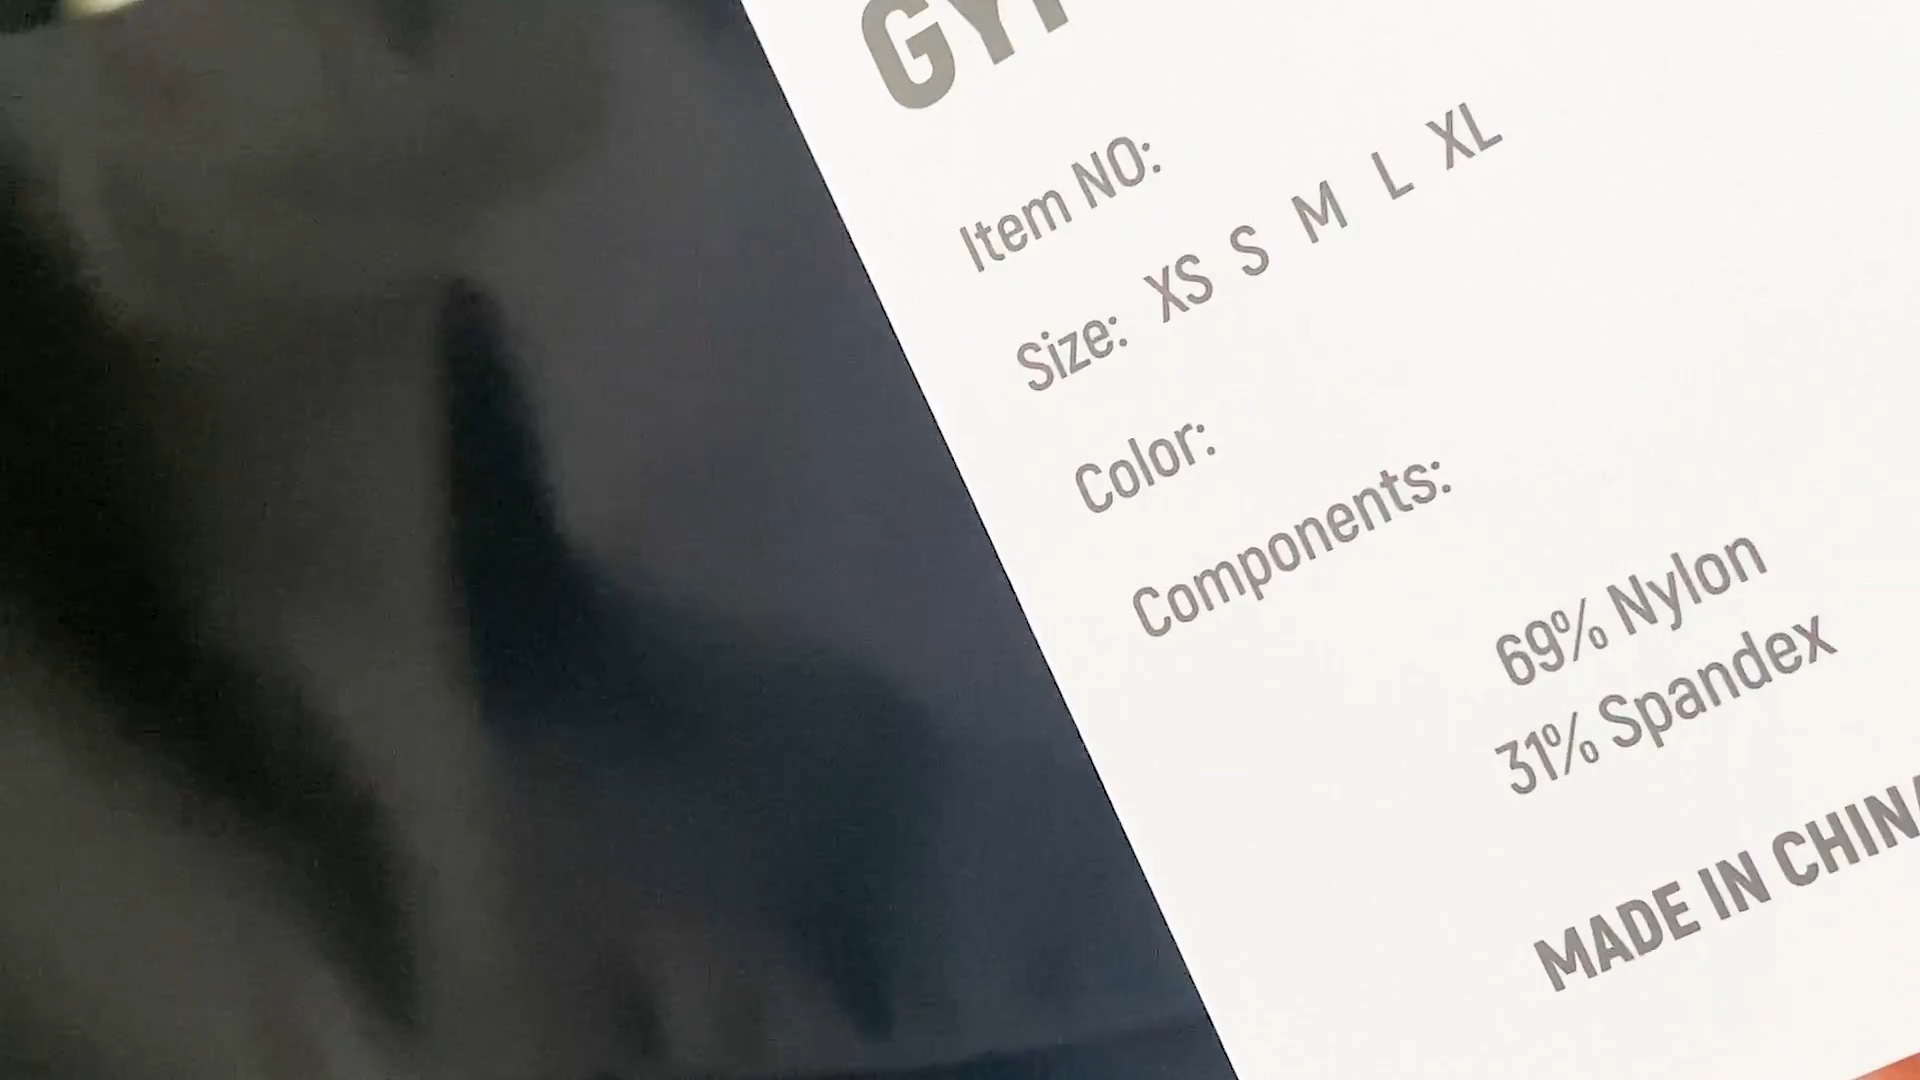 Item NO:
Size: XS S M L XL
Color:
Components:
69% Nylon
31% Spandex
MADE IN CHINA